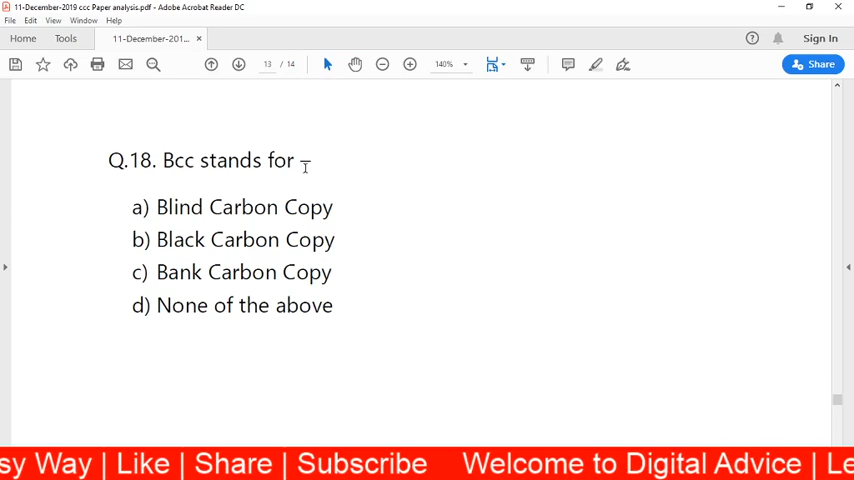 11-December-2019 ccc Paper analysis.pdf - Adobe Acrobat Reader DC
File Edit View Window Help
Home Tools 11-December-201... × Sign In
13 / 14 140% Share
Q.18. Bcc stands for –
a) Blind Carbon Copy
b) Black Carbon Copy
c) Bank Carbon Copy
d) None of the above
sy Way | Like | Share | Subscribe Welcome to Digital Advice | Le